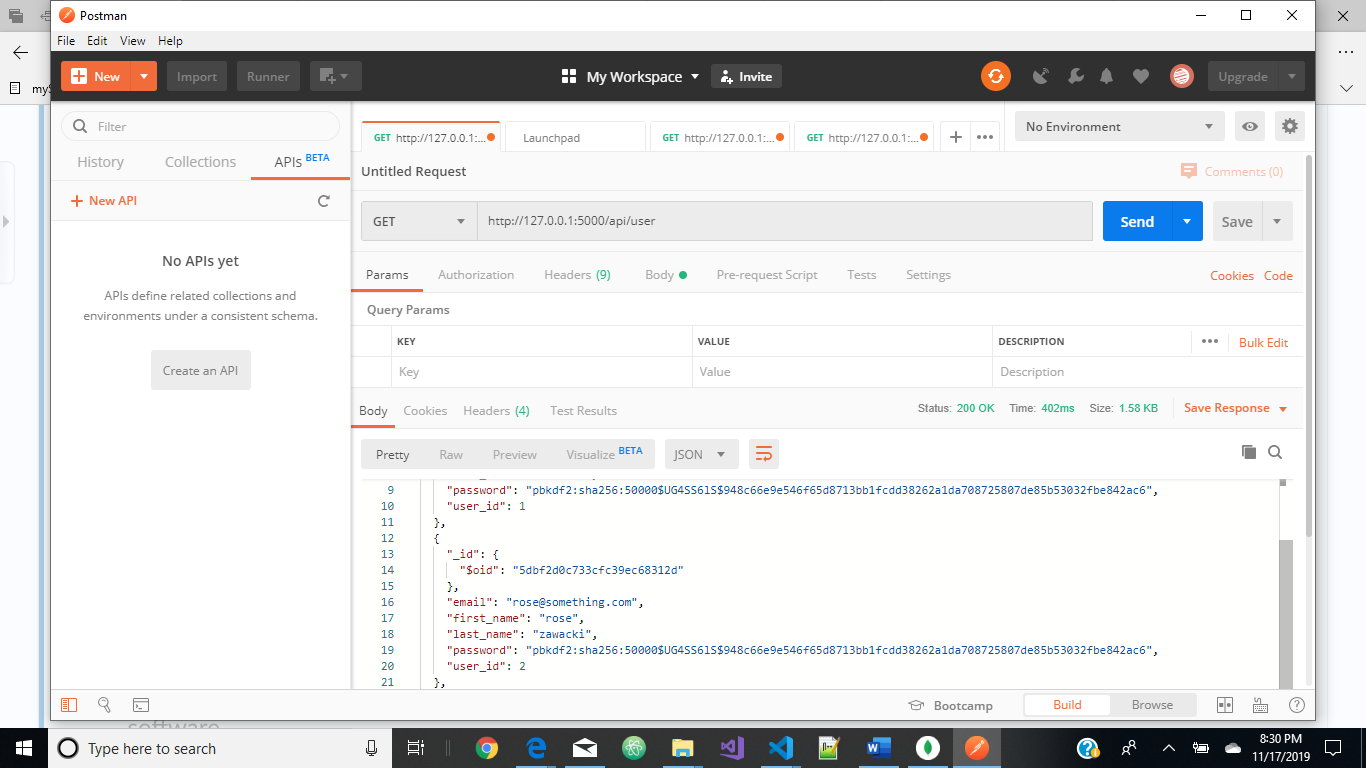 Postman
File Edit View Help
New Import Runner My Workspace Invite Upgrade
Filter
History Collections APIs BETA
New API
No APIs yet
APIs define related collections and
environments under a consistent schema.
Create an API
GET http://127.0.0.1:... Launchpad GET http://127.0.0.1:... GET http://127.0.0.1:... + ••• No Environment
Untitled Request Comments (0)
GET http://127.0.0.1:5000/api/user Send Save
Params Authorization Headers (9) Body Pre-request Script Tests Settings Cookies Code
Query Params
KEY VALUE DESCRIPTION ••• Bulk Edit
Key Value Description
Body Cookies Headers (4) Test Results Status: 200 OK Time: 402ms Size: 1.58 KB Save Response
Pretty Raw Preview Visualize BETA JSON
9 "password": "pbkdf2:sha256:50000$UG4SS6lS$948c66e9e546f65d8713bb1fcdd38262a1da708725807de85b53032fbe842ac6",
10 "user_id": 1
11 },
12 {
13 "_id": {
14 "$oid": "5dbf2d0c733cfc39ec68312d"
15 },
16 "email": "rose@something.com",
17 "first_name": "rose",
18 "last_name": "zawacki",
19 "password": "pbkdf2:sha256:50000$UG4SS6lS$948c66e9e546f65d8713bb1fcdd38262a1da708725807de85b53032fbe842ac6",
20 "user_id": 2
21 },
Bootcamp Build Browse
software
Type here to search
8:30 PM
11/17/2019